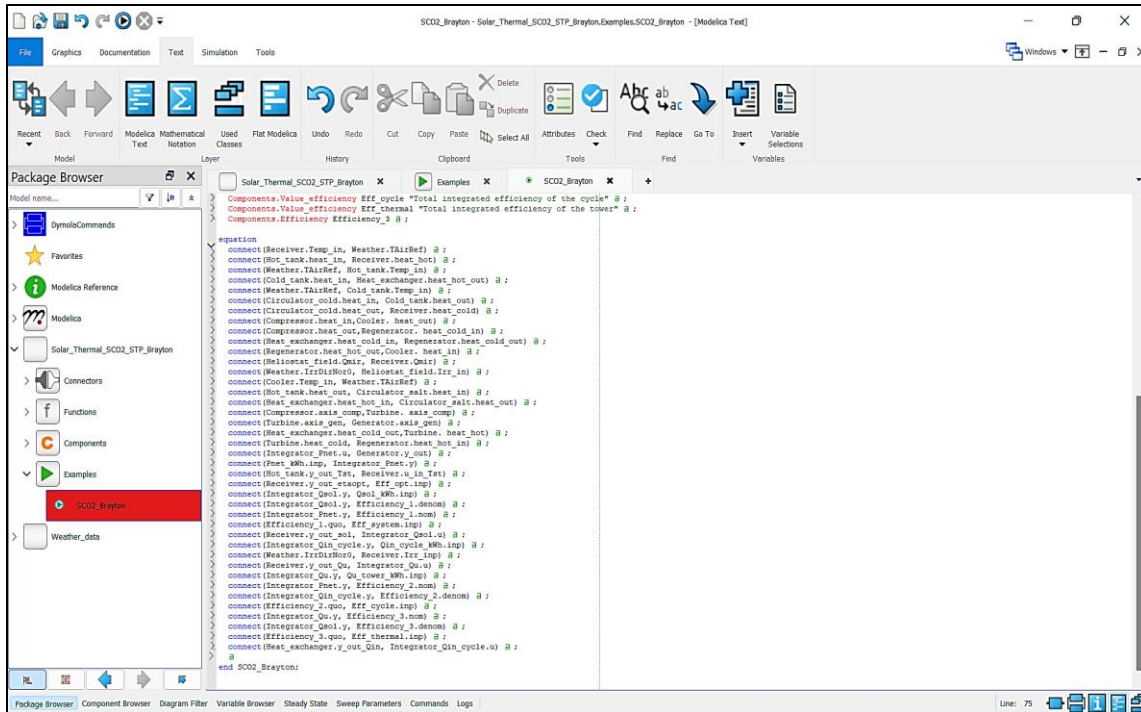 SCO2_Brayton - Solar_Thermal_SCO2_STP_Brayton.Examples.SCO2_Brayton - [Modelica Text]
File Graphics Documentation Text Simulation Tools Windows
Delete
Duplicate
Select All
Recent Back Forward Modelica Text Mathematical Notation Used Classes Flat Modelica Undo Redo Cut Copy Paste Attributes Check Find Replace Go To Insert Variable Selections
Model Layer History Clipboard Tools Find Variables
Package Browser
Solar_Thermal_SCO2_STP_Brayton Examples SCO2_Brayton
Model name...
DymolaCommands
Favorites
Modelica Reference
Modelica
Solar_Thermal_SCO2_STP_Brayton
Connectors
Functions
Components
Examples
SCO2_Brayton
Weather_data
Components.Value_efficiency Eff_cycle "Total integrated efficiency of the cycle" a ;
Components.Value_efficiency Eff_thermal "Total integrated efficiency of the tower" a ;
Components.Efficiency Efficiency_3 a ;
equation
connect(Receiver.Temp_in, Weather.TAirRef) a ;
connect(Hot_tank.heat_in, Receiver.heat_hot) a ;
connect(Weather.TAirRef, Hot_tank.Temp_in) a ;
connect(Cold_tank.heat_in, Heat_exchanger.heat_hot_out) a ;
connect(Weather.TAirRef, Cold_tank.Temp_in) a ;
connect(Circulator_cold.heat_in, Cold_tank.heat_out) a ;
connect(Circulator_cold.heat_out, Receiver.heat_cold) a ;
connect(Compressor.heat_in,Cooler. heat_out) a ;
connect(Compressor.heat_out,Regenerator. heat_cold_in) a ;
connect(Heat_exchanger.heat_cold_in, Regenerator.heat_cold_out) a ;
connect(Regenerator.heat_hot_out,Cooler. heat_in) a ;
connect(Heliostat_field.Qmir, Receiver.Qmir) a ;
connect(Weather.IrrDirNor0, Heliostat_field.Irr_in) a ;
connect(Cooler.Temp_in, Weather.TAirRef) a ;
connect(Hot_tank.heat_out, Circulator_salt.heat_in) a ;
connect(Heat_exchanger.heat_hot_in, Circulator_salt.heat_out) a ;
connect(Compressor.axis_comp,Turbine. axis_comp) a ;
connect(Turbine.axis_gen, Generator.axis_gen) a ;
connect(Heat_exchanger.heat_cold_out,Turbine. heat_hot) a ;
connect(Turbine.heat_cold, Regenerator.heat_hot_in) a ;
connect(Integrator_Pnet.u, Generator.y_out) a ;
connect(Pnet_kWh.inp, Integrator_Pnet.y) a ;
connect(Hot_tank.y_out_Tst, Receiver.u_in_Tst) a ;
connect(Receiver.y_out_etaopt, Eff_opt.inp) a ;
connect(Integrator_Qsol.y, Qsol_kWh.inp) a ;
connect(Integrator_Qsol.y, Efficiency_1.denom) a ;
connect(Integrator_Pnet.y, Efficiency_1.nom) a ;
connect(Efficiency_1.quo, Eff_system.inp) a ;
connect(Receiver.y_out_sol, Integrator_Qsol.u) a ;
connect(Integrator_Qin_cycle.y, Qin_cycle_kWh.inp) a ;
connect(Weather.IrrDirNor0, Receiver.Irr_inp) a ;
connect(Receiver.y_out_Qu, Integrator_Qu.u) a ;
connect(Integrator_Qu.y, Qu_tower_kWh.inp) a ;
connect(Integrator_Pnet.y, Efficiency_2.nom) a ;
connect(Integrator_Qin_cycle.y, Efficiency_2.denom) a ;
connect(Efficiency_2.quo, Eff_cycle.inp) a ;
connect(Integrator_Qu.y, Efficiency_3.nom) a ;
connect(Integrator_Qsol.y, Efficiency_3.denom) a ;
connect(Efficiency_3.quo, Eff_thermal.inp) a ;
connect(Heat_exchanger.y_out_Qin, Integrator_Qin_cycle.u) a ;
a
end SCO2_Brayton;
Package Browser Component Browser Diagram Filter Variable Browser Steady State Sweep Parameters Commands Logs Line: 75